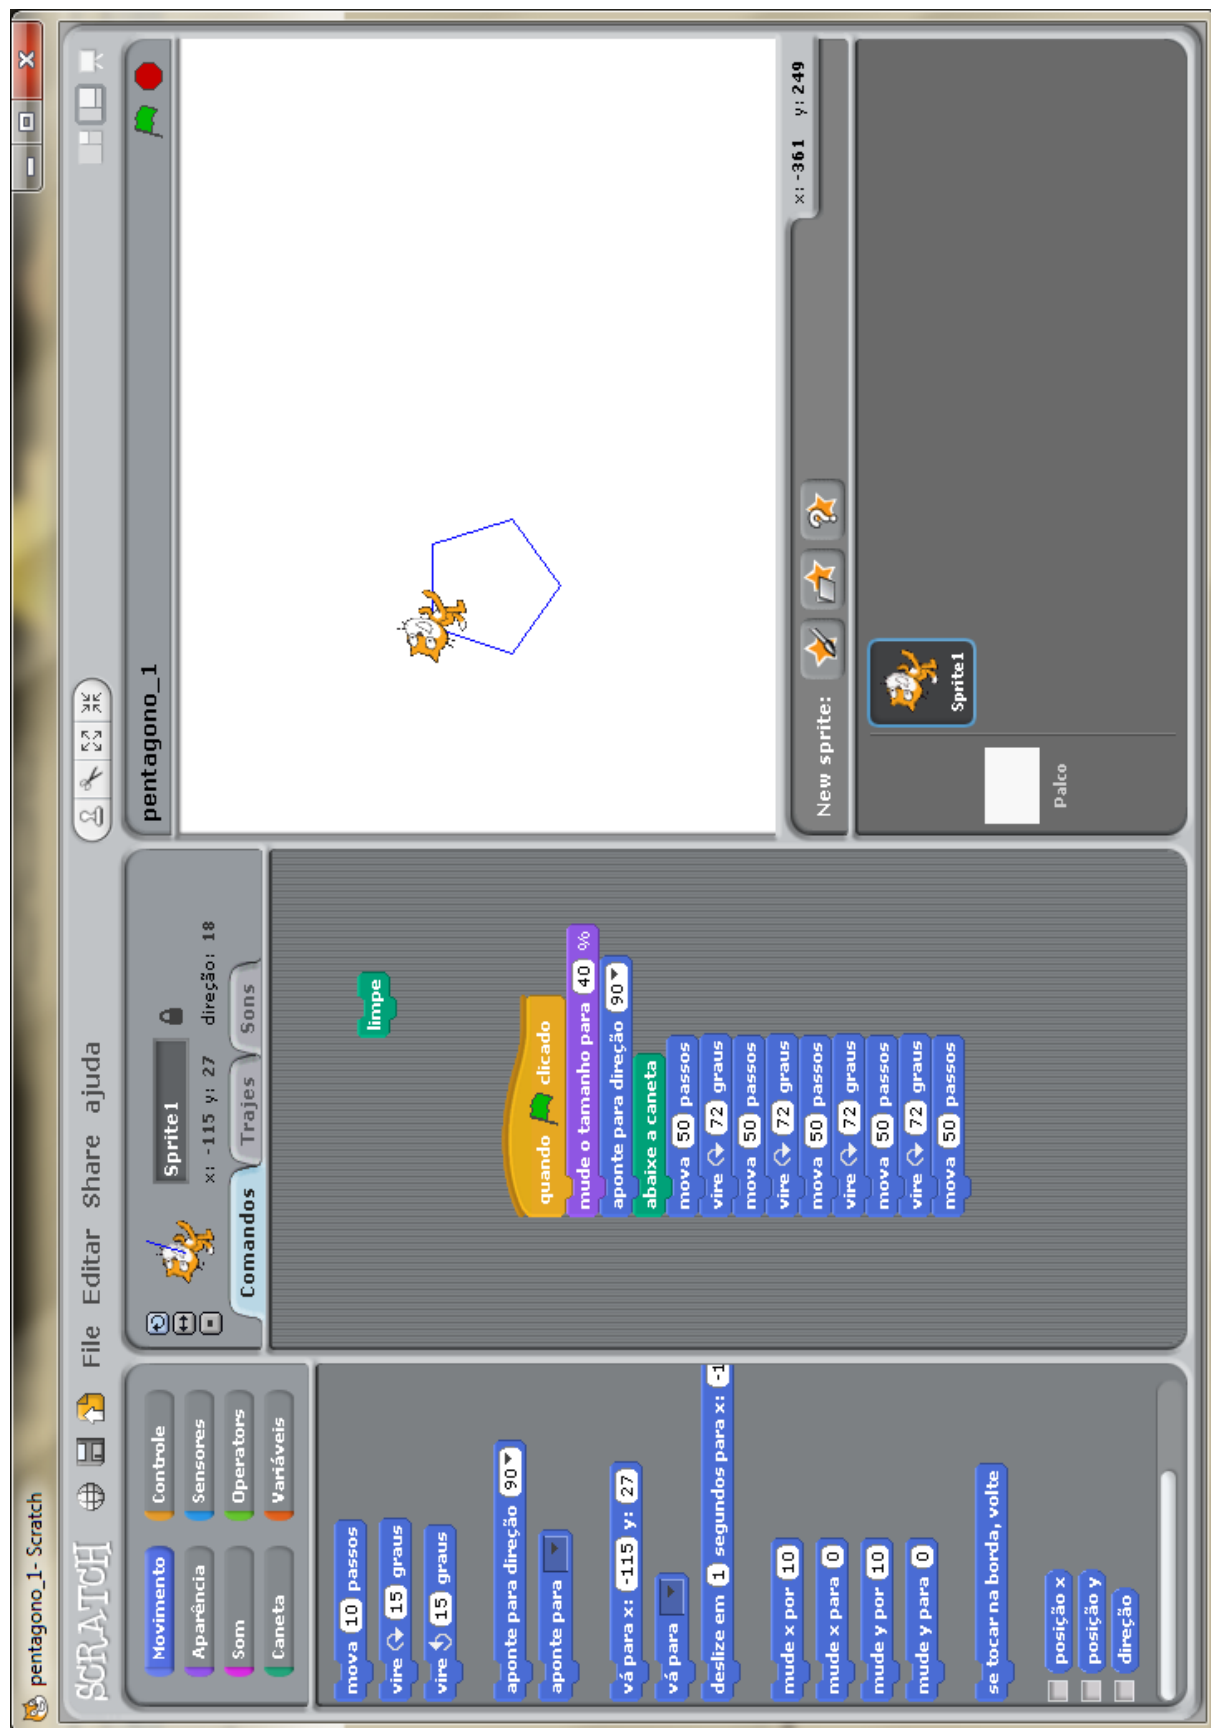 pentagono_1- Scratch
SCRATCH File Editar Share ajuda
Movimento Controle
Aparência Sensores
Som Operators
Caneta Variáveis
mova 10 passos
vire 15 graus
vire 15 graus
aponte para direção 90
aponte para
vá para x: -115 y: 27
vá para
deslize em 1 segundos para x: -1
mude x por 10
mude x para 0
mude y por 10
mude y para 0
se tocar na borda, volte
posição x
posição y
direção
Sprite1
x: -115 y: 27 direção: 18
Comandos Trajes Sons
limpe
quando clicado
mude o tamanho para 40 %
aponte para direção 90
abaixe a caneta
mova 50 passos
vire 72 graus
mova 50 passos
vire 72 graus
mova 50 passos
vire 72 graus
mova 50 passos
vire 72 graus
mova 50 passos
pentagono_1
x: -361 y: 249
New sprite:
Sprite1
Palco